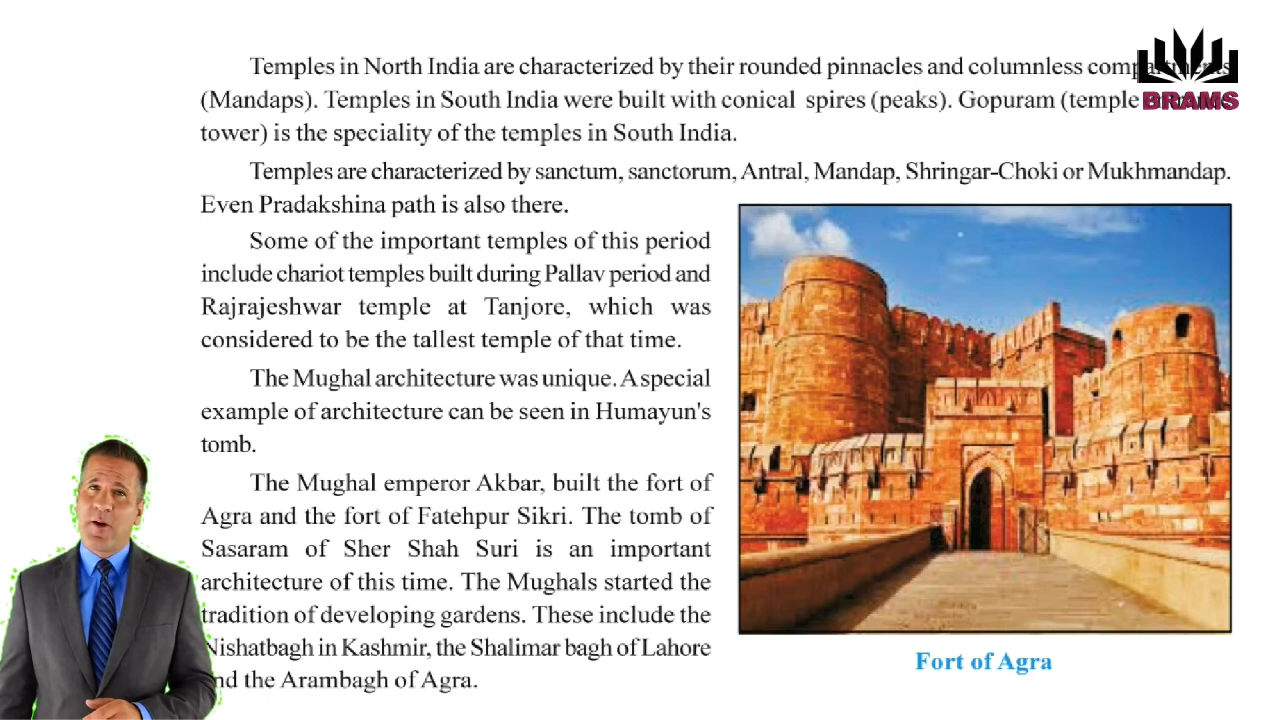 Temples in North India are characterized by their rounded pinnacles and columnless compartments
(Mandaps). Temples in South India were built with conical spires (peaks). Gopuram (temple
tower) is the speciality of the temples in South India.
Temples are characterized by sanctum, sanctorum, Antral, Mandap, Shringar-Choki or Mukhmandap.
Even Pradakshina path is also there.
Some of the important temples of this period
include chariot temples built during Pallav period and
Rajrajeshwar temple at Tanjore, which was
considered to be the tallest temple of that time.
The Mughal architecture was unique. A special
example of architecture can be seen in Humayun's
tomb.
The Mughal emperor Akbar, built the fort of
Agra and the fort of Fatehpur Sikri. The tomb of
Sasaram of Sher Shah Suri is an important
architecture of this time. The Mughals started the
tradition of developing gardens. These include the
Nishatbagh in Kashmir, the Shalimar bagh of Lahore
and the Arambagh of Agra.
Fort of Agra
BRAMS